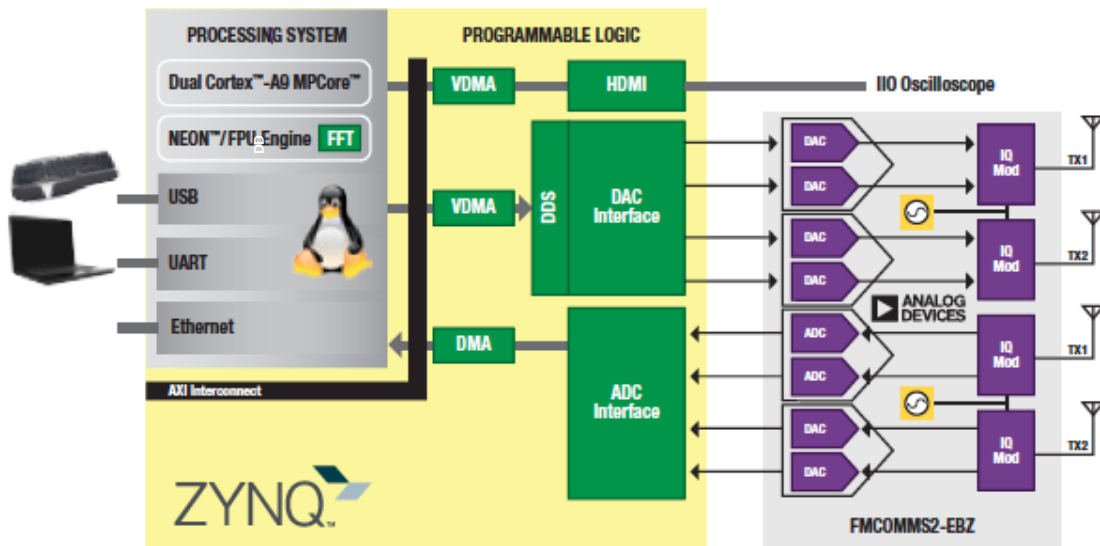 PROCESSING SYSTEM
PROGRAMMABLE LOGIC
Dual Cortex™-A9 MPCore™
VDMA
HDMI
IIO Oscilloscope
NEON™/FPU Engine
FFT
USB
VDMA
DDS
DAC
Interface
UART
Ethernet
DMA
ADC
Interface
AXI Interconnect
ZYNQ™
DAC
DAC
IQ
Mod
TX1
DAC
DAC
IQ
Mod
TX2
ANALOG
DEVICES
ADC
ADC
IQ
Mod
TX1
DAC
DAC
IQ
Mod
TX2
FMCOMMS2-EBZ